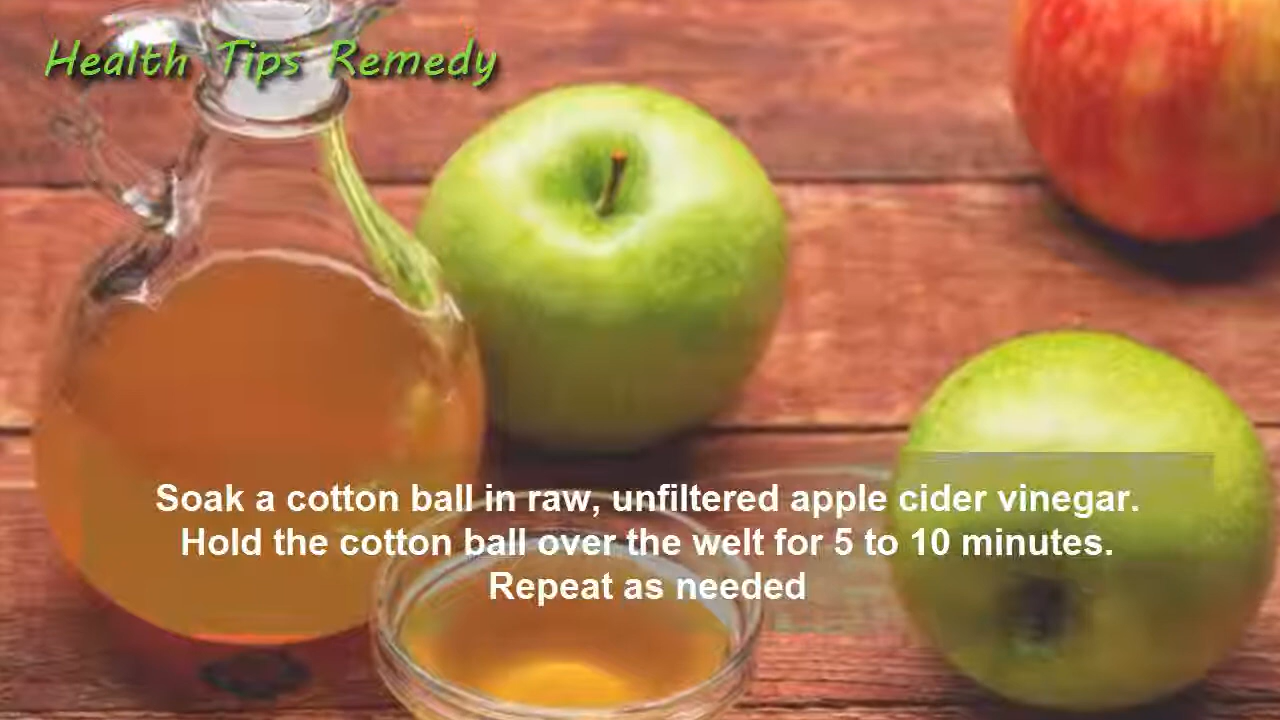 Health Tips Remedy
Soak a cotton ball in raw, unfiltered apple cider vinegar.
Hold the cotton ball over the welt for 5 to 10 minutes.
Repeat as needed